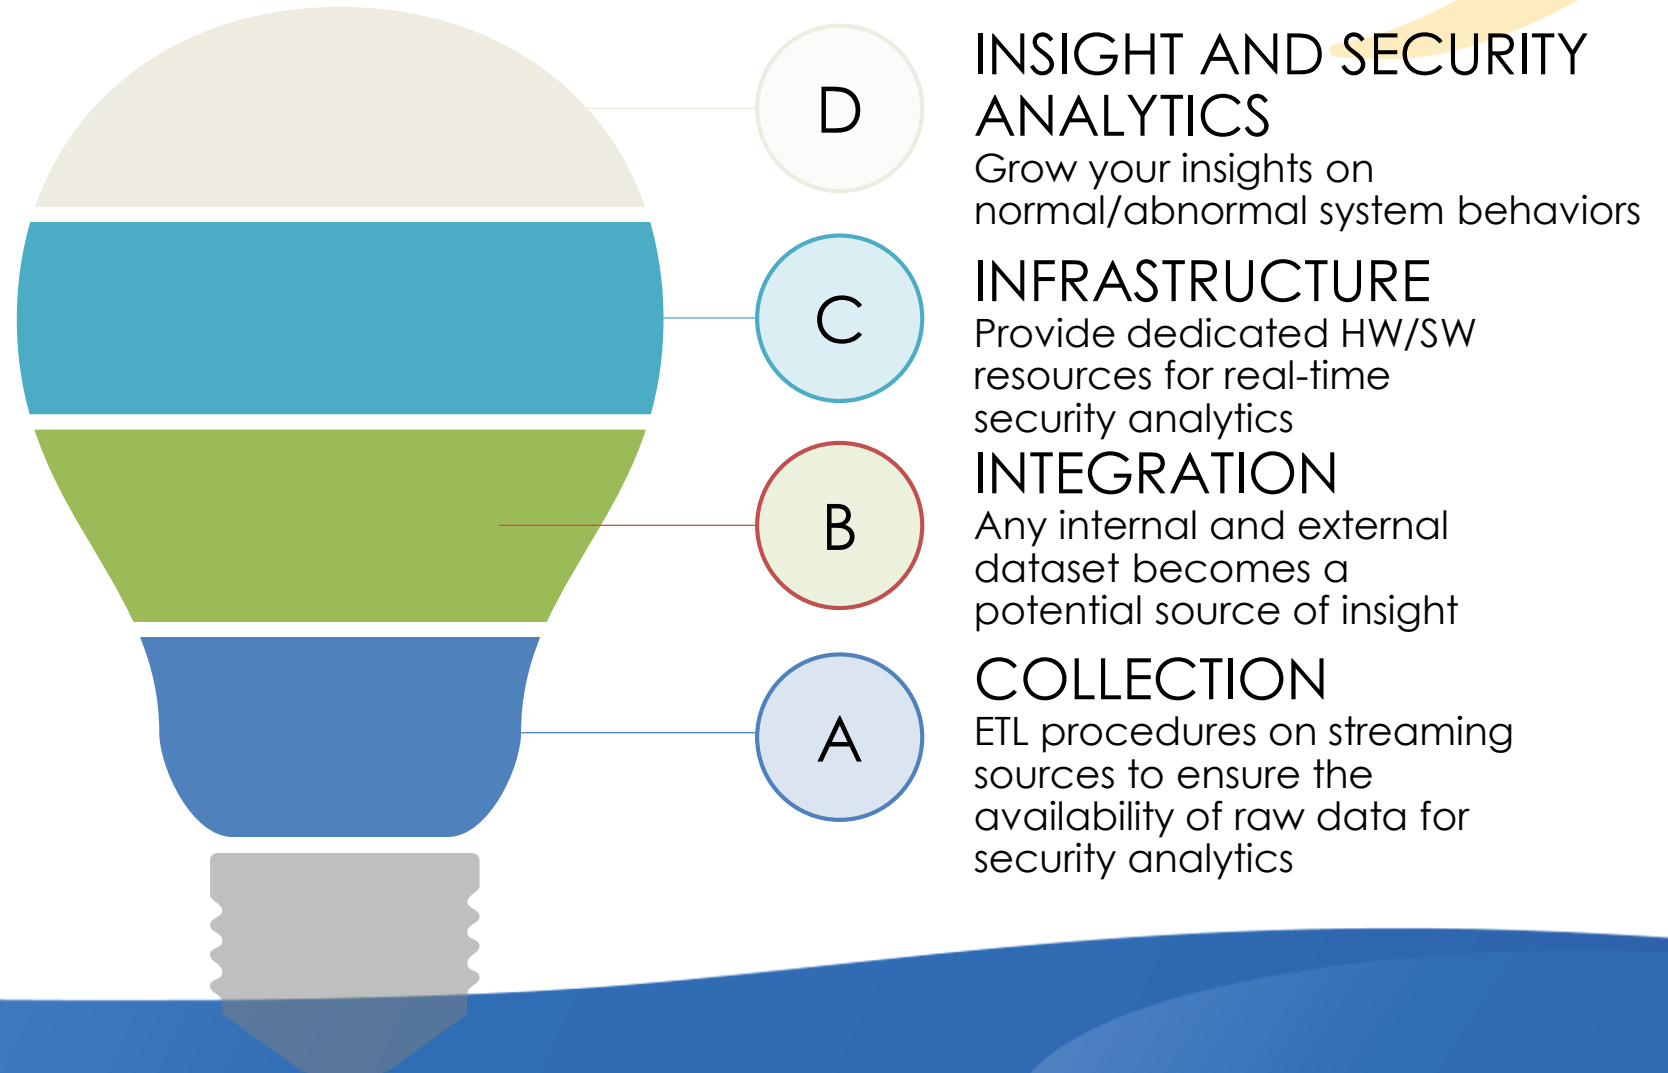 D
INSIGHT AND SECURITY
ANALYTICS
Grow your insights on
normal/abnormal system behaviors
C
INFRASTRUCTURE
Provide dedicated HW/SW
resources for real-time
security analytics
B
INTEGRATION
Any internal and external
dataset becomes a
potential source of insight
A
COLLECTION
ETL procedures on streaming
sources to ensure the
availability of raw data for
security analytics